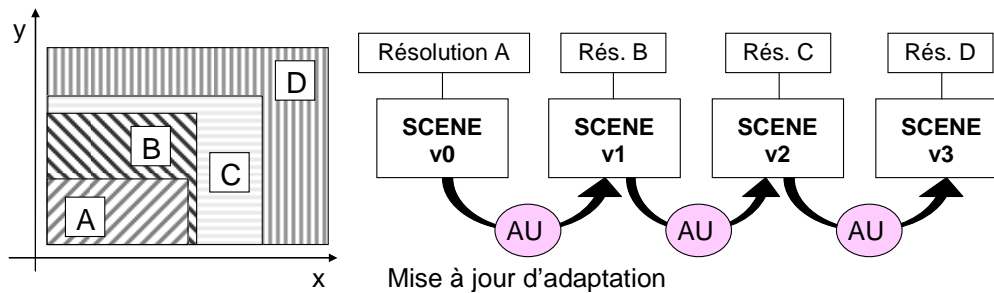 y
D
B
C
A
x
Résolution A
Rés. B
Rés. C
Rés. D
SCENE
v0
SCENE
v1
SCENE
v2
SCENE
v3
AU
AU
AU
Mise à jour d’adaptation